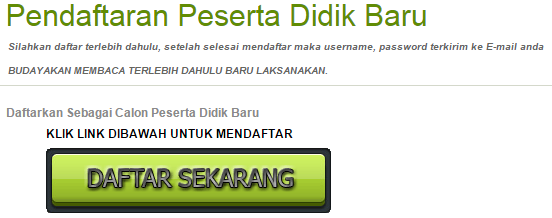 Pendaftaran Peserta Didik Baru
Silahkan daftar terlebih dahulu, setelah selesai mendaftar maka username, password terkirim ke E-mail anda
BUDAYAKAN MEMBACA TERLEBIH DAHULU BARU LAKSANAKAN.
Daftarkan Sebagai Calon Peserta Didik Baru
KLIK LINK DIBAWAH UNTUK MENDAFTAR
DAFTAR SEKARANG